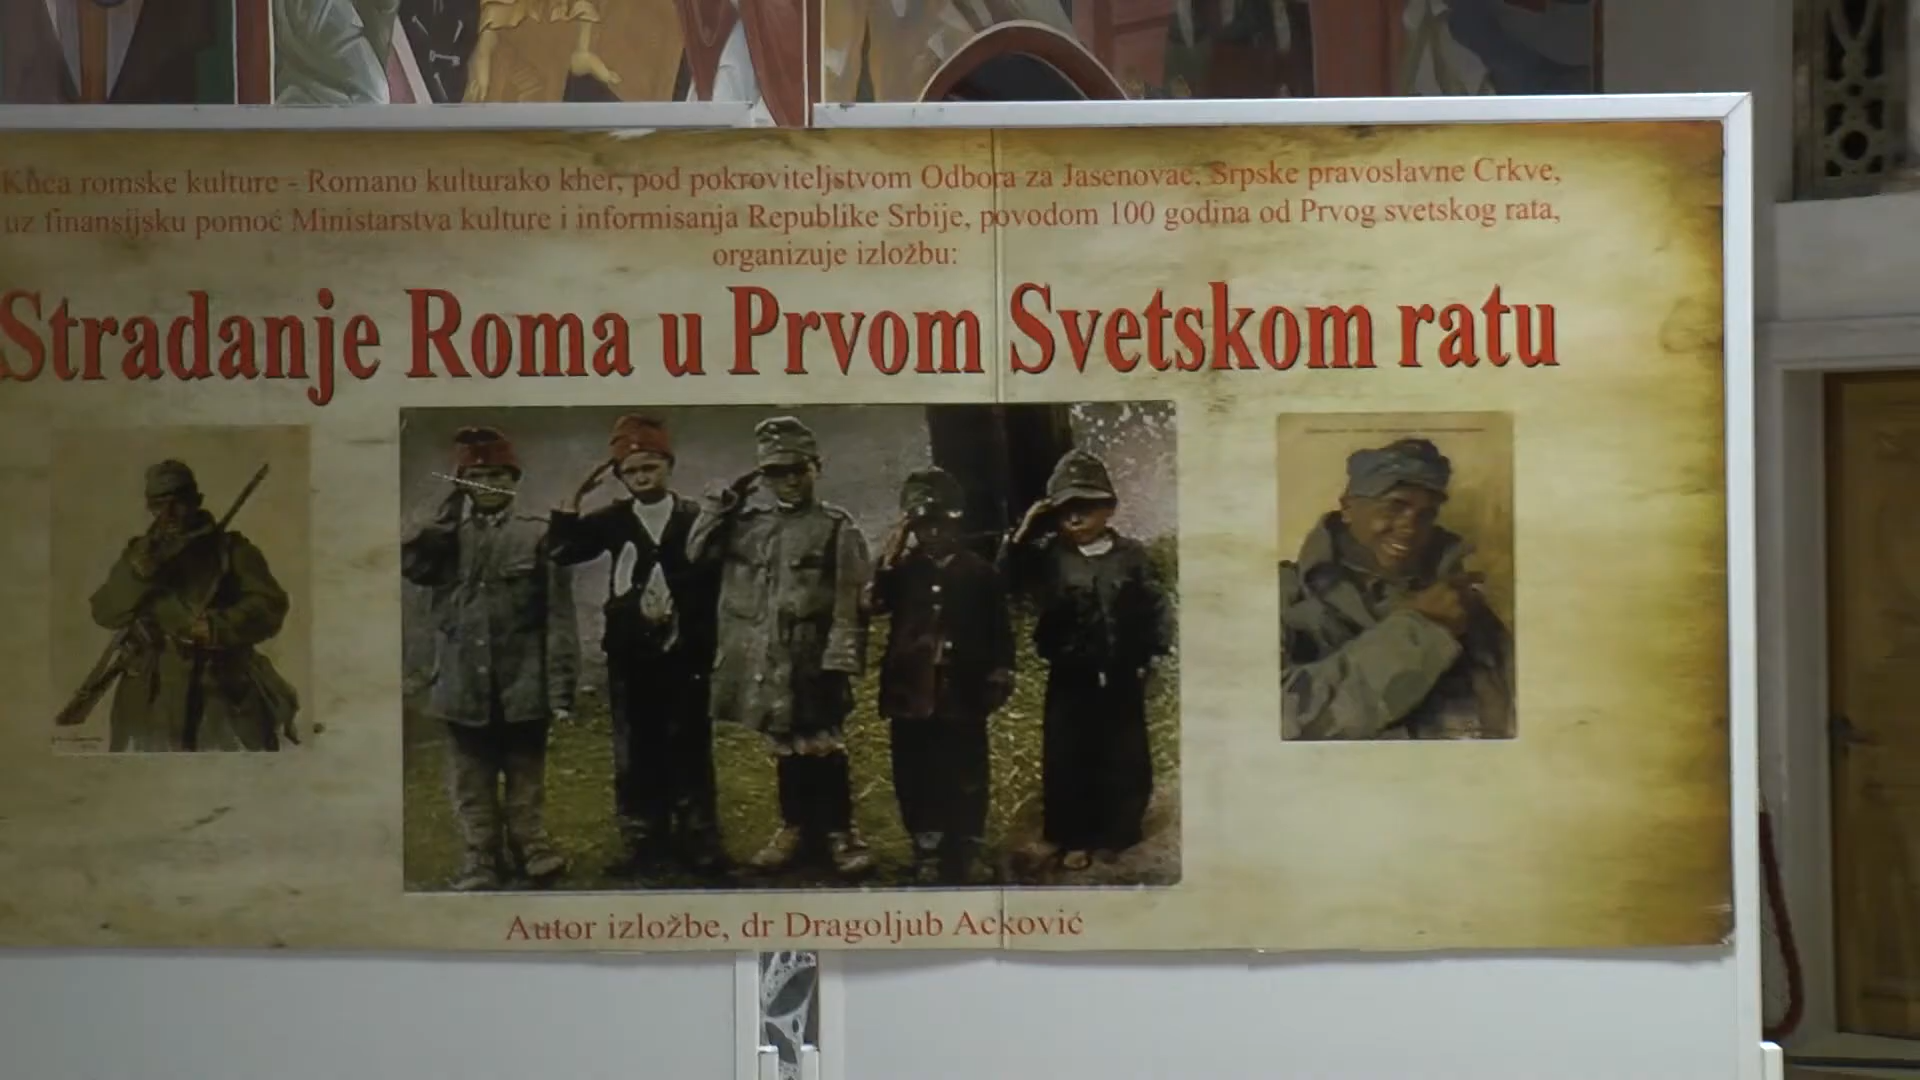 Kuća romske kulture - Romano kulturako kher, pod pokroviteljstvom Odbora za Jasenovac, Srpske pravoslavne Crkve,
uz finansijsku pomoć Ministarstva kulture i informisanja Republike Srbije, povodom 100 godina od Prvog svetskog rata,
organizuje izložbu:
Stradanje Roma u Prvom Svetskom ratu
Autor izložbe, dr Dragoljub Acković